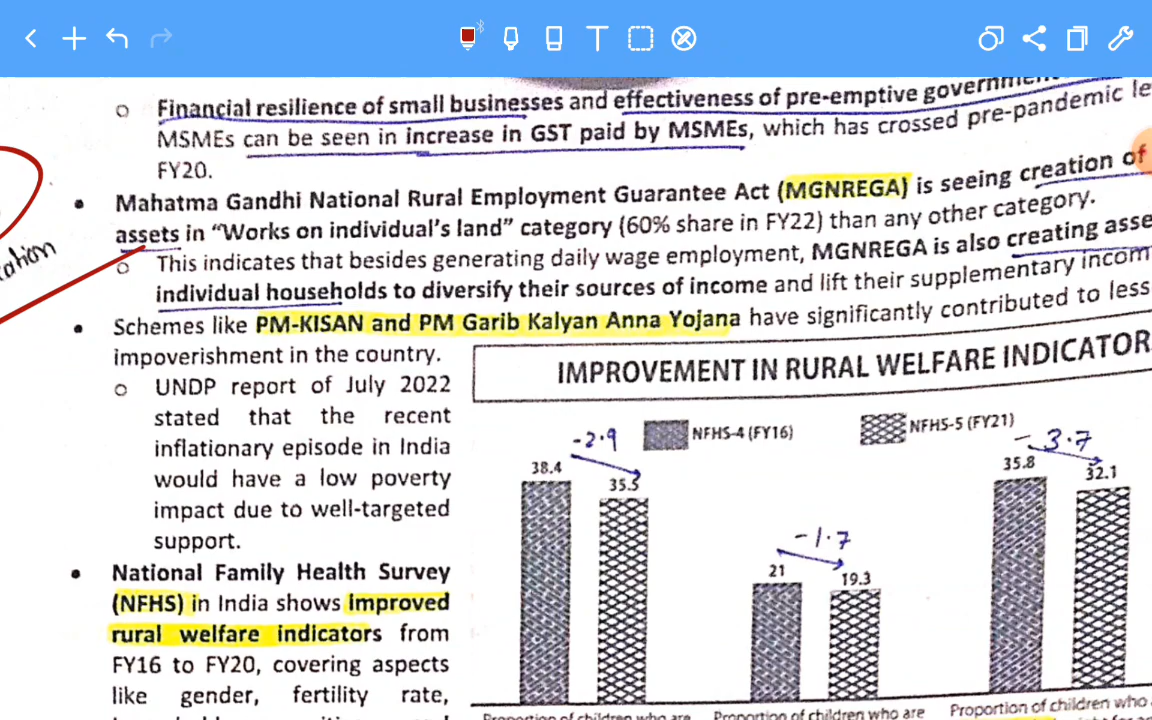 Financial resilience of small businesses and effectiveness of pre-emptive
MSMEs can be seen in increase in GST paid by MSMEs, which has crossed pre-pandemic
FY20.
Mahatma Gandhi National Rural Employment Guarantee Act (MGNREGA) is seeing creation of
assets in "Works on individual's land" category (60% share in FY22) than any other category.
This indicates that besides generating daily wage employment, MGNREGA is also creating
individual households to diversify their sources of income and lift their supplementary
Schemes like PM-KISAN and PM Garib Kalyan Anna Yojana have significantly contributed to
impoverishment in the country.
UNDP report of July 2022
stated that the recent
inflationary episode in India
would have a low poverty
impact due to well-targeted
support.
National Family Health Survey
(NFHS) in India shows improved
rural welfare indicators from
FY16 to FY20, covering aspects
like gender, fertility rate,
IMPROVEMENT IN RURAL WELFARE
NFHS-4 (FY16)
NFHS-5 (FY21)
-2.9
-3.7
38.4
35.5
-1.7
21
19.3
35.8
32.1
Proportion of children who are
Proportion of children who are
Proportion of children who